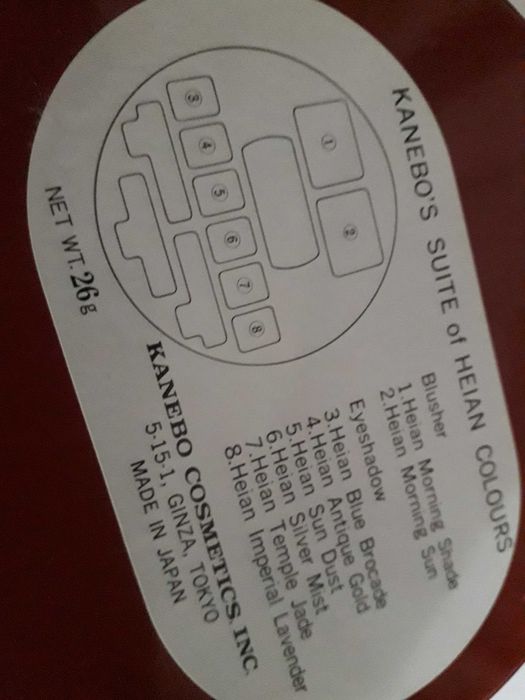 KANEBO'S SUITE of HEIAN COLOURS
① 
②
③
④
⑤
⑥
⑦
⑧
Blusher
1.Heian Morning Shade
2.Heian Morning Sun
Eyeshadow
3.Heian Blue Brocade
4.Heian Antique Gold
5.Heian Sun Dust
6.Heian Silver Mist
7.Heian Temple Jade
8.Heian Imperial Lavender
NET WT. 26g
KANEBO COSMETICS, INC.
5-15-1, GINZA, TOKYO
MADE IN JAPAN